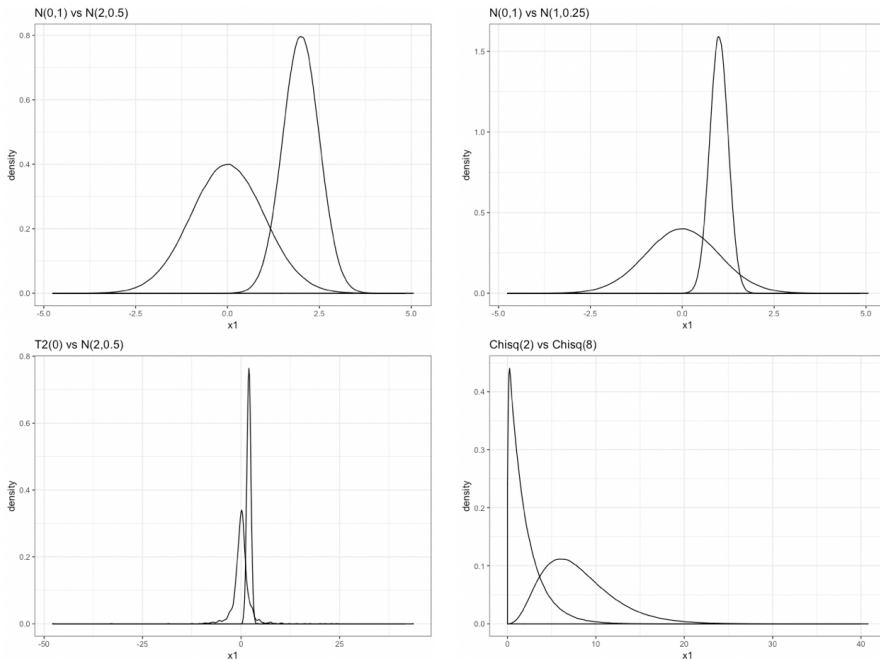 N(0,1) vs N(2,0.5)
0.8
0.6
0.4
0.2
0.0
density
-5.0 -2.5 0.0 2.5 5.0
x1
N(0,1) vs N(1,0.25)
1.5
1.0
0.5
0.0
density
-5.0 -2.5 0.0 2.5 5.0
x1
T2(0) vs N(2,0.5)
0.8
0.6
0.4
0.2
0.0
density
-50 -25 0 25
x1
Chisq(2) vs Chisq(8)
0.4
0.3
0.2
0.1
0.0
density
0 10 20 30 40
x1